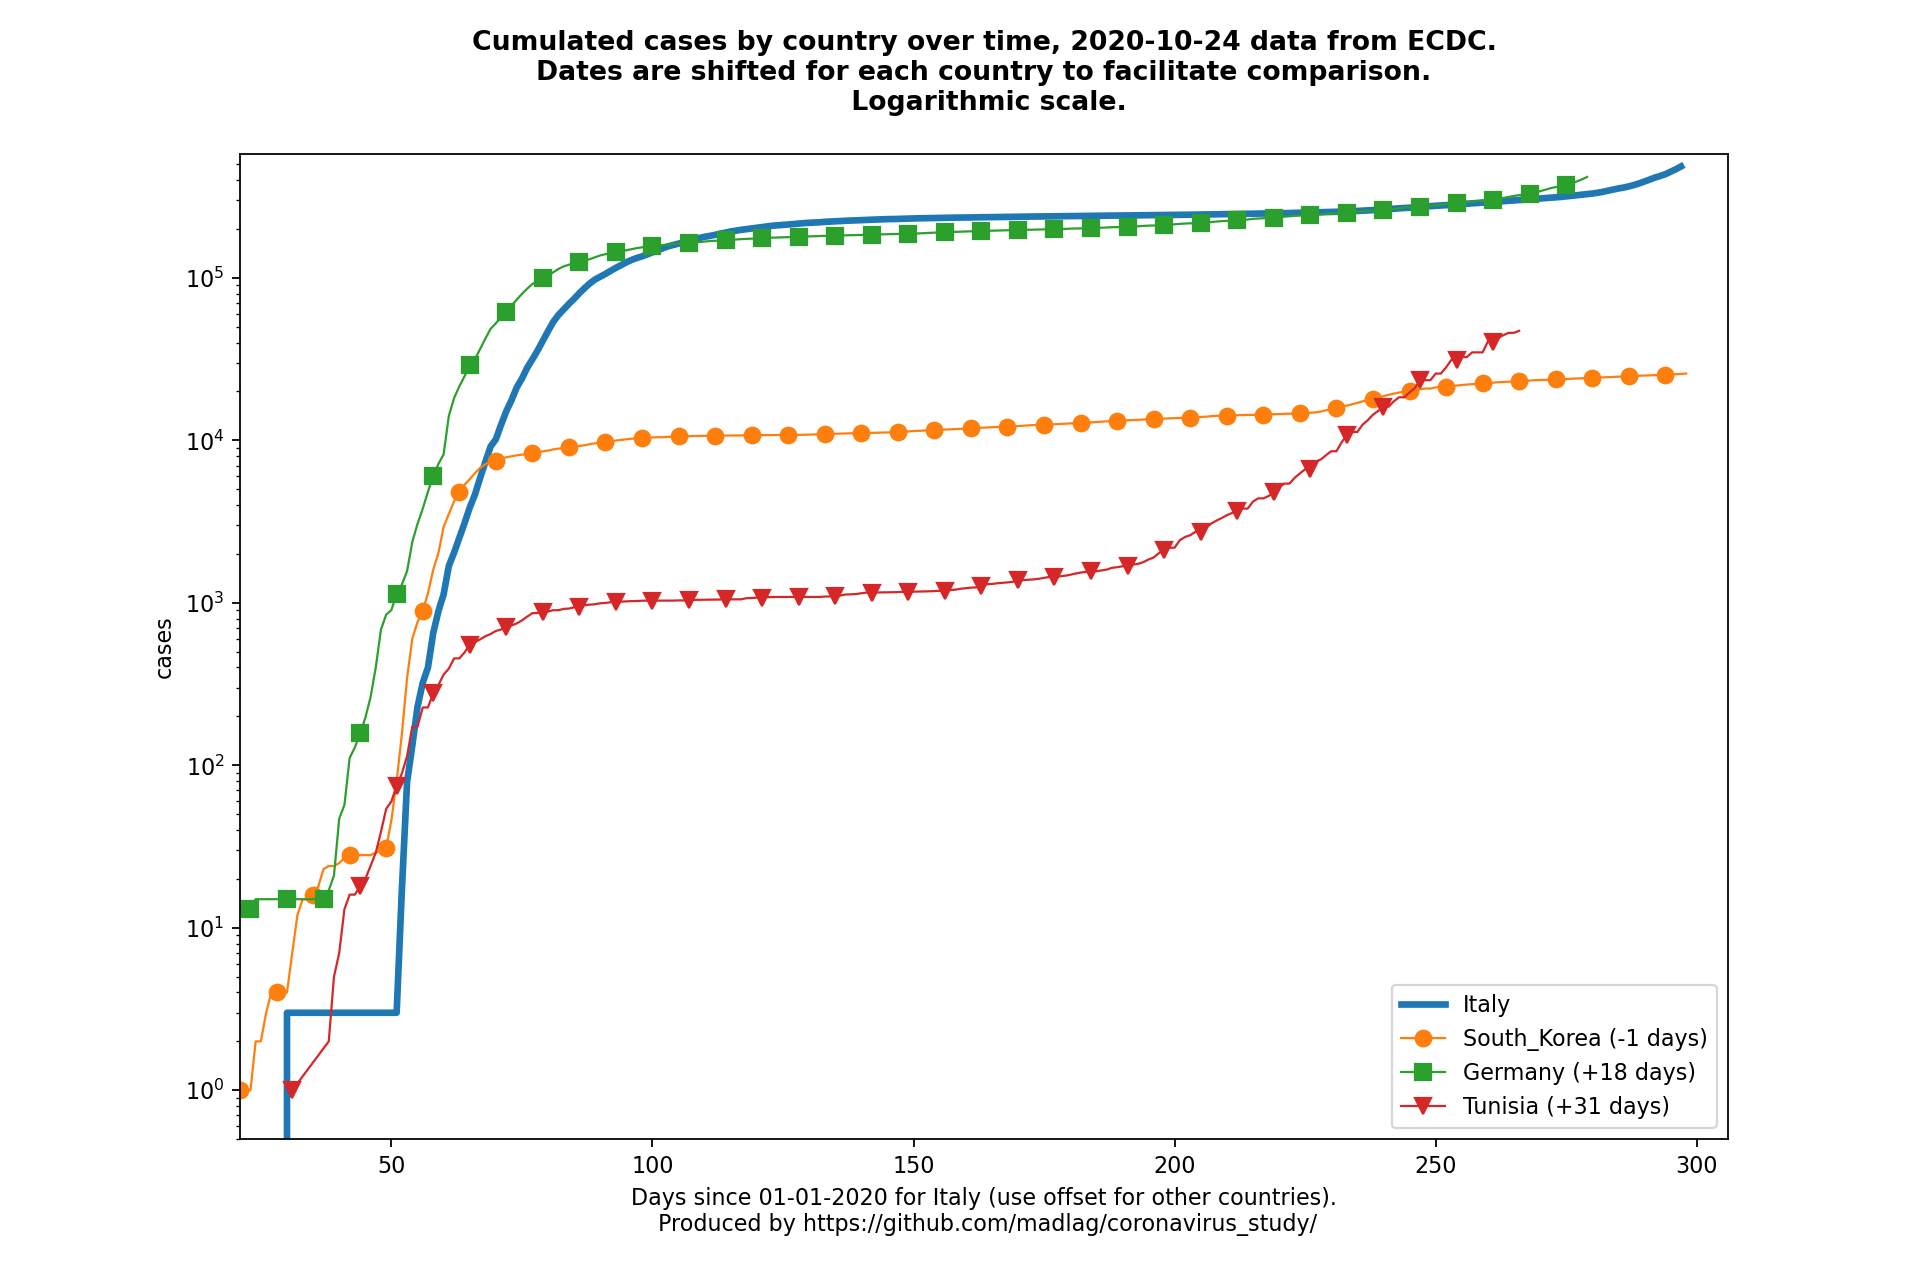 Cumulated cases by country over time, 2020-10-24 data from ECDC.
Dates are shifted for each country to facilitate comparison.
Logarithmic scale.
10^5
10^4
10^3
10^2
10^1
10^0
cases
50 100 150 200 250 300
Italy
South_Korea (-1 days)
Germany (+18 days)
Tunisia (+31 days)
Days since 01-01-2020 for Italy (use offset for other countries).
Produced by https://github.com/madlag/coronavirus_study/